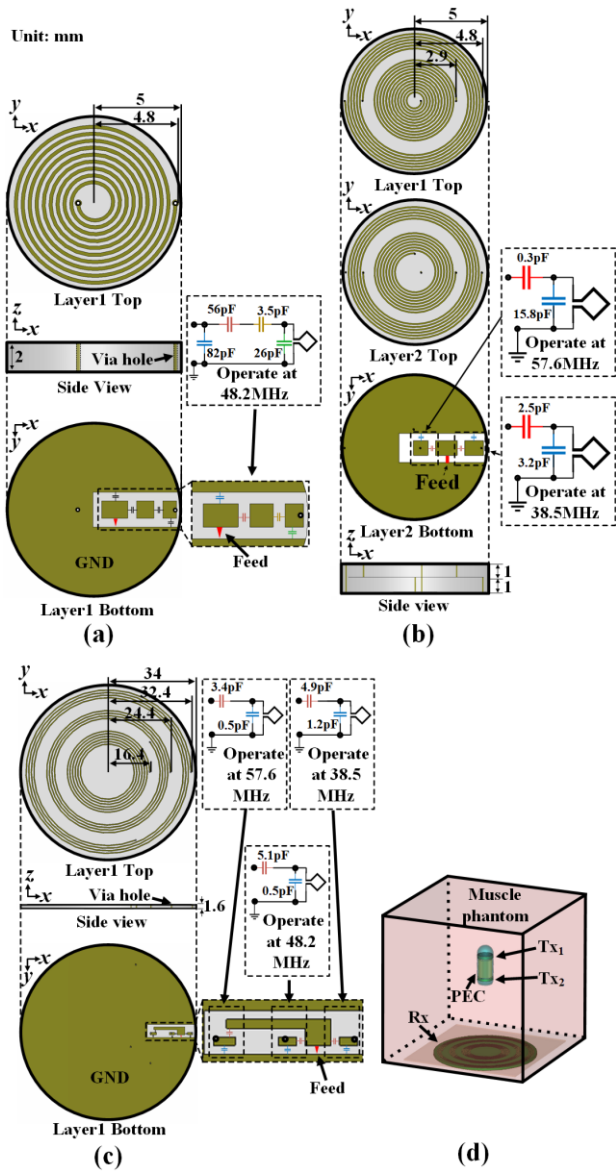 Unit: mm
y
x
5
4.8
Layer1 Top
z
x
2
Via hole
Side View
56pF
3.5pF
82pF
26pF
Operate at
48.2MHz
x
y
GND
Feed
Layer1 Bottom
(a)
5
4.8
2.9
y
x
Layer1 Top
y
x
Layer2 Top
0.3pF
15.8pF
Operate at
57.6MHz
x
y
Feed
2.5pF
3.2pF
Operate at
38.5MHz
Layer2 Bottom
z
x
1
1
Side view
(b)
34
32.4
24.4
16.4
y
x
Layer1 Top
3.4pF
0.5pF
Operate
at 57.6
MHz
4.9pF
1.2pF
Operate
at 38.5
MHz
z
x
Via hole
1.6
Side view
5.1pF
0.5pF
Operate
at 48.2
MHz
x
y
GND
Feed
Layer1 Bottom
(c)
Muscle
phantom
Tx1
Tx2
PEC
Rx
(d)